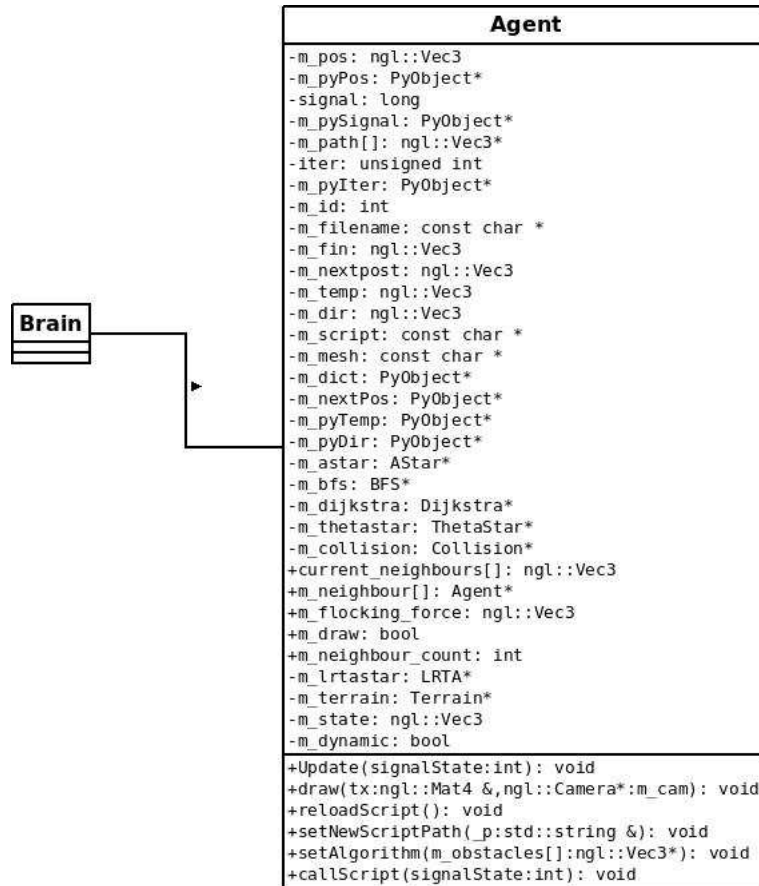 Agent
-m_pos: ngl::Vec3
-m_pyPos: PyObject*
-signal: long
-m_pySignal: PyObject*
-m_path[]: ngl::Vec3*
-iter: unsigned int
-m_pyIter: PyObject*
-m_id: int
-m_filename: const char *
-m_fin: ngl::Vec3
-m_nextpost: ngl::Vec3
-m_temp: ngl::Vec3
-m_dir: ngl::Vec3
-m_script: const char *
-m_mesh: const char *
-m_dict: PyObject*
-m_nextPos: PyObject*
-m_pyTemp: PyObject*
-m_pyDir: PyObject*
-m_astar: AStar*
-m_bfs: BFS*
-m_dijkstra: Dijkstra*
-m_thetastar: ThetaStar*
-m_collision: Collision*
+current_neighbours[]: ngl::Vec3
+m_neighbour[]: Agent*
+m_flocking_force: ngl::Vec3
+m_draw: bool
+m_neighbour_count: int
-m_lrtastar: LRTA*
-m_terrain: Terrain*
-m_state: ngl::Vec3
-m_dynamic: bool
+Update(signalState:int): void
+draw(tx:ngl::Mat4 &,ngl::Camera*:m_cam): void
+reloadScript(): void
+setNewScriptPath(_p:std::string &): void
+setAlgorithm(m_obstacles[]:ngl::Vec3*): void
+callScript(signalState:int): void
Brain